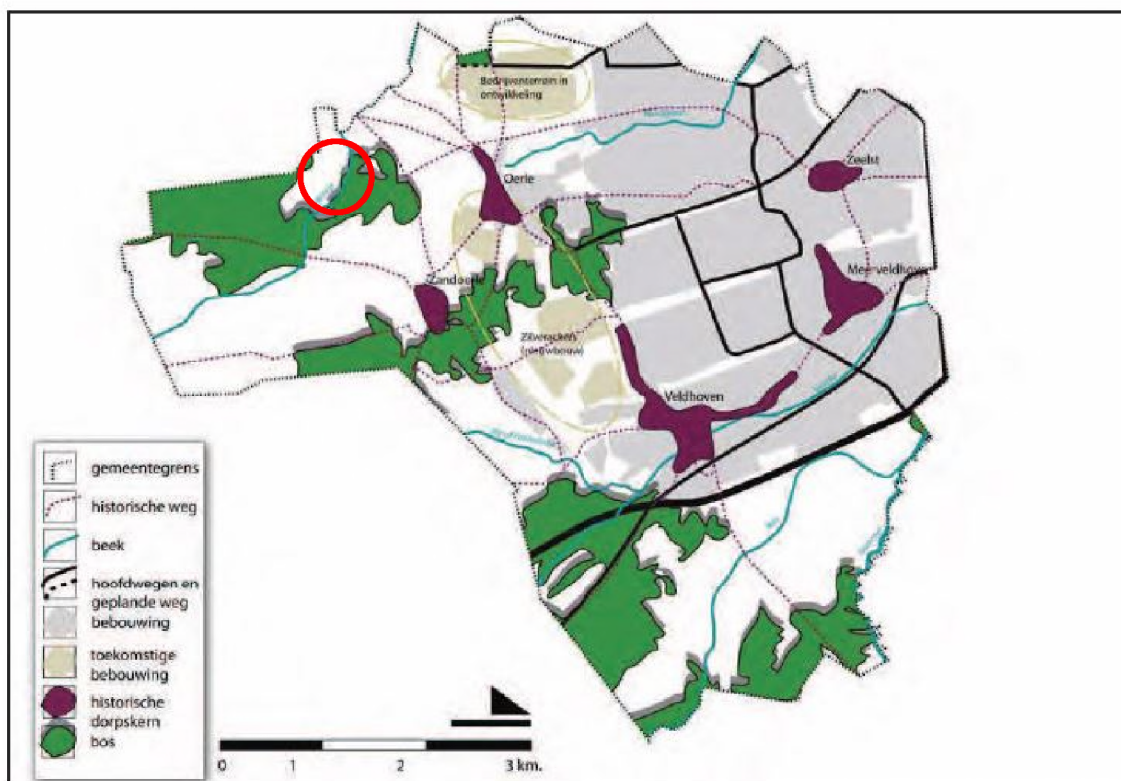 Bedrijventerrein in
ontwikkeling
Oerle
Zeelst
Meerveldhoven
Zandoerle
Zilverackers
(nieuwbouw)
Veldhoven
gemeentegrens
historische weg
beek
hoofdwegen en
geplande weg
bebouwing
toekomstige
bebouwing
historische
dorpskern
bos
0 1 2 3 km.